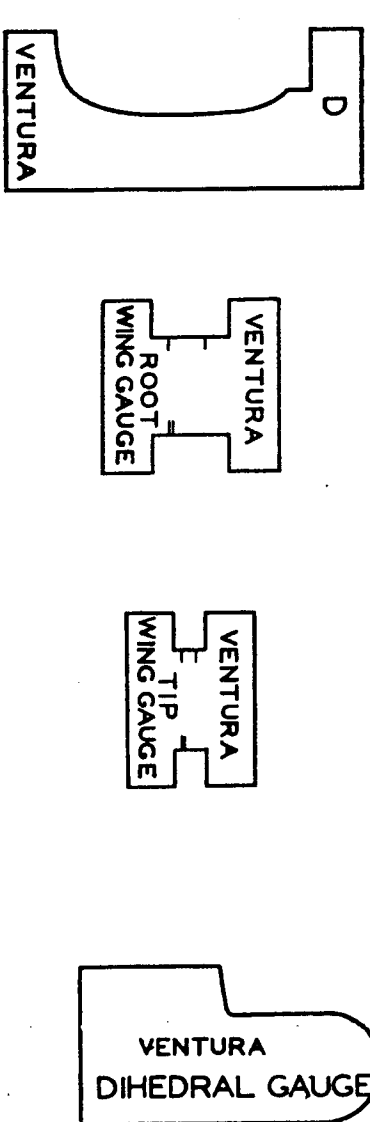 D
VENTURA
VENTURA
ROOT
WING GAUGE
VENTURA
TIP
WING GAUGE
VENTURA
DIHEDRAL GAUGE